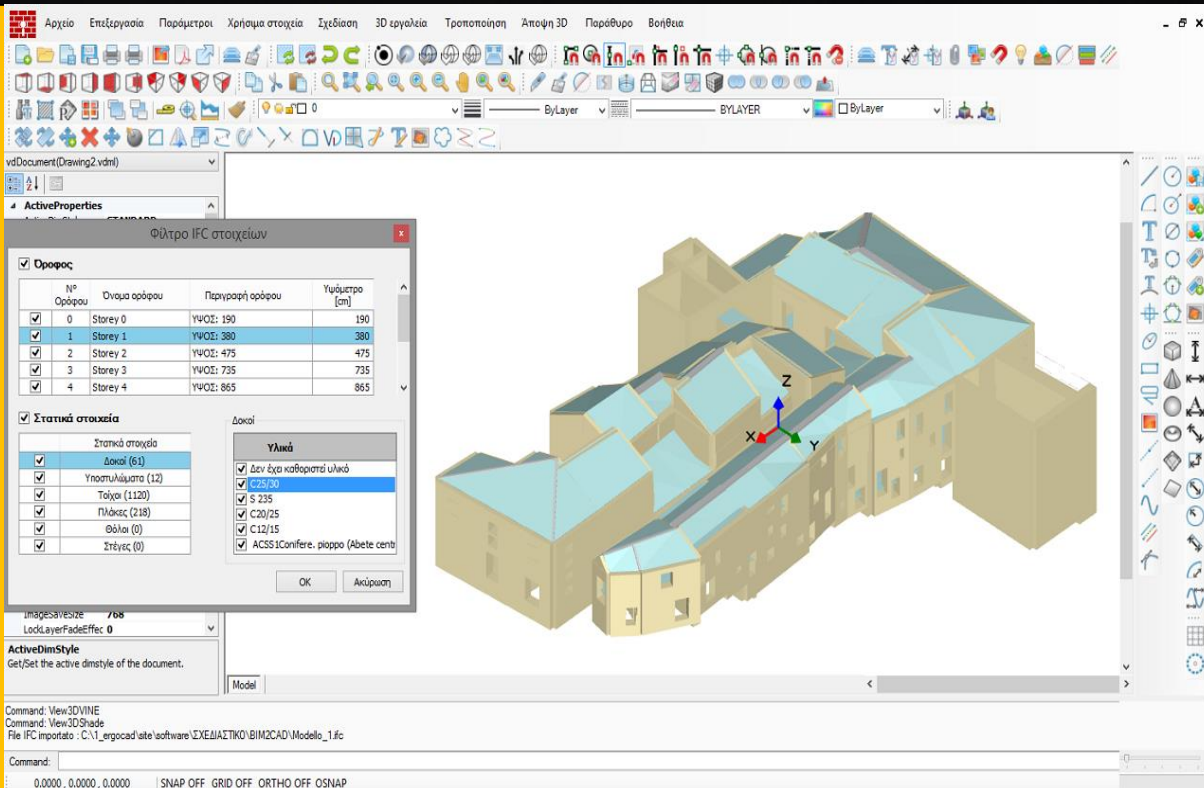 Αρχείο Επεξεργασία Παράμετροι Χρήσιμα στοιχεία Σχεδίαση 3D εργαλεία Τροποποίηση Άποψη 3D Παράθυρο Βοήθεια
0 ByLayer BYLAYER ByLayer
vdDocument(Drawing2.vdml)
ActiveProperties
Φίλτρο IFC στοιχείων
Όροφος
Nº Ορόφου Όνομα ορόφου Περιγραφή ορόφου Υψόμετρο [cm]
0 Storey 0 ΥΨΟΣ: 190 190
1 Storey 1 ΥΨΟΣ: 380 380
2 Storey 2 ΥΨΟΣ: 475 475
3 Storey 3 ΥΨΟΣ: 735 735
4 Storey 4 ΥΨΟΣ: 865 865
Στατικά στοιχεία
Στατικά στοιχεία
Δοκοί (61)
Υποστυλώματα (12)
Τοίχοι (1120)
Πλάκες (218)
Θόλοι (0)
Στέγες (0)
Δοκοί
Υλικά
Δεν έχει καθοριστεί υλικό
C25/30
S 235
C20/25
C12/15
ACSS1Conifere. pioppo (Abete centr
OK Ακύρωση
Z
X
Y
ImageSaveSize 768
LockLayerFadeEffec 0
ActiveDimStyle
Get/Set the active dimstyle of the document.
Model
Command: View3DVINE
Command: View3DShade
File IFC importato : C:\1_ergocad\site\software\ΣΧΕΔΙΑΣΤΙΚΟ\BIM2CAD\Modello_1.ifc
Command:
0.0000 , 0.0000 , 0.0000 SNAP OFF GRID OFF ORTHO OFF OSNAP